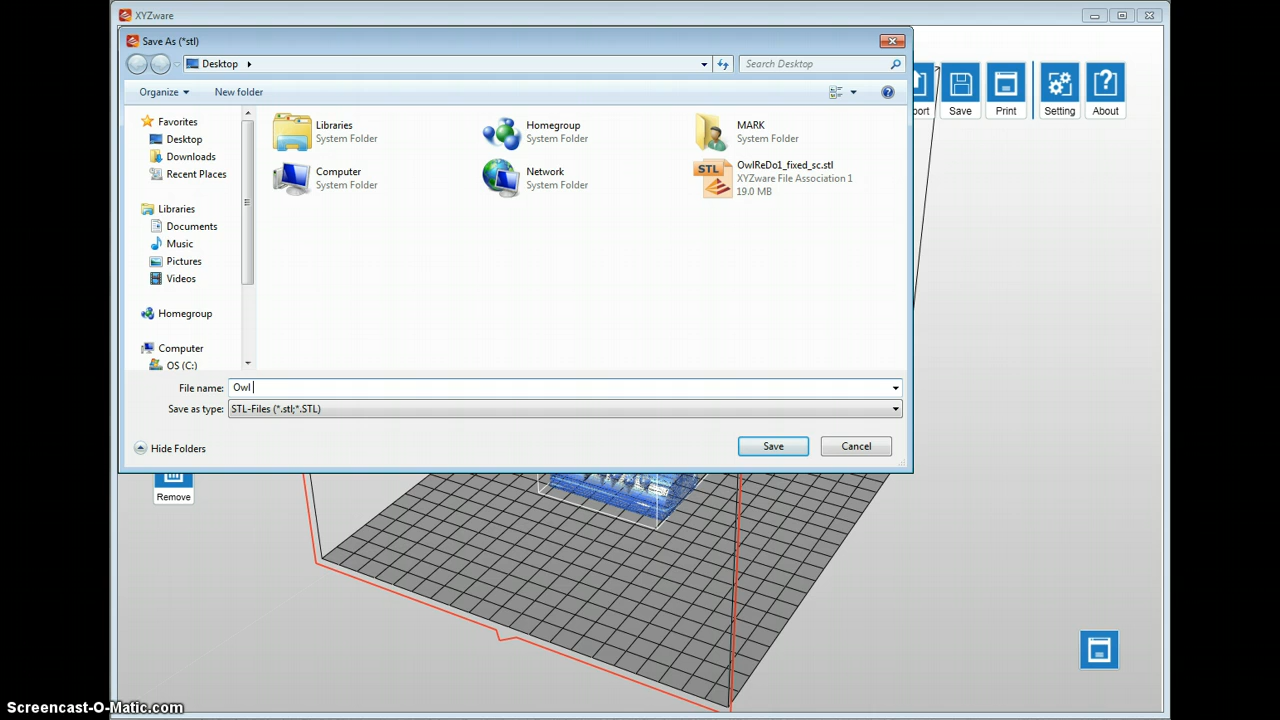 XYZware
Save As (*stl)
Desktop
Search Desktop
Organize
New folder
Favorites
Desktop
Downloads
Recent Places
Libraries
Documents
Music
Pictures
Videos
Homegroup
Computer
OS (C:)
Libraries
System Folder
Homegroup
System Folder
MARK
System Folder
Computer
System Folder
Network
System Folder
STL
OwlReDo1_fixed_sc.stl
XYZware File Association 1
19.0 MB
File name: Owl
Save as type: STL-Files (*.stl;*.STL)
Hide Folders
Save
Cancel
port
Save
Print
Setting
About
Remove
Screencast-O-Matic.com